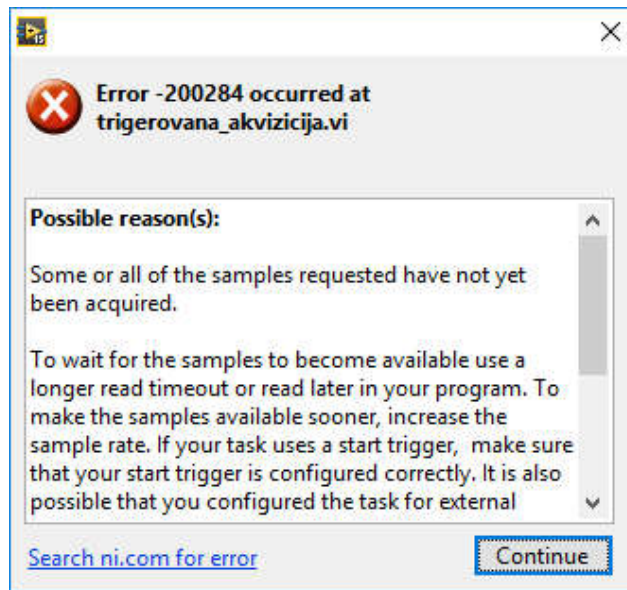 Error -200284 occurred at
trigerovana_akvizicija.vi
Possible reason(s):
Some or all of the samples requested have not yet
been acquired.
To wait for the samples to become available use a
longer read timeout or read later in your program. To
make the samples available sooner, increase the
sample rate. If your task uses a start trigger,  make sure
that your start trigger is configured correctly. It is also
possible that you configured the task for external
Search ni.com for error
Continue